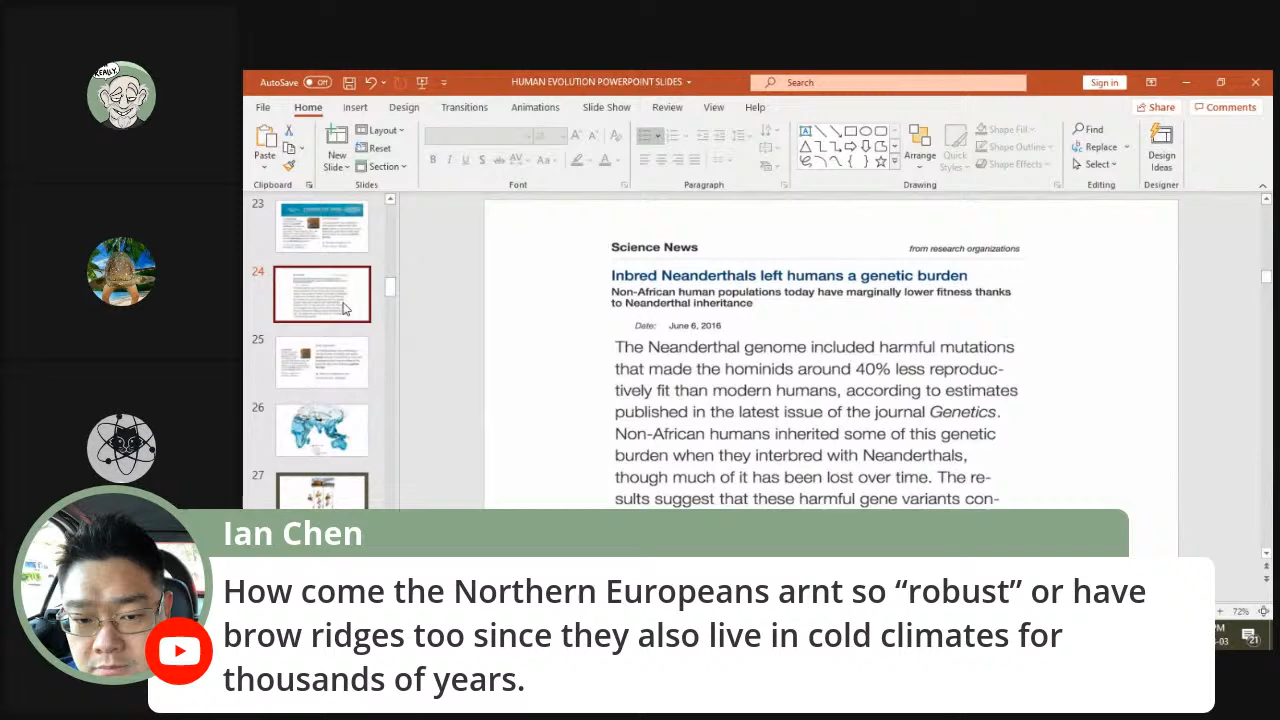 REALLY
AutoSave Off
HUMAN EVOLUTION POWERPOINT SLIDES
Search
Sign in
File Home Insert Design Transitions Animations Slide Show Review View Help
Share Comments
Paste
New
Slide
Layout
Reset
Section
B I U S ab AV Aa A
Arrange
Quick
Styles
Shape Fill
Shape Outline
Shape Effects
Find
Replace
Select
Design
Ideas
Clipboard Slides Font Paragraph Drawing Editing Designer
23
24
25
26
27
Science News from research organizations
Inbred Neanderthals left humans a genetic burden
Non-African human populations today have marginally lower fitness thanks
to Neanderthal inheritance
Date: June 6, 2016
The Neanderthal genome included harmful mutations
that made the hominids around 40% less reproduc-
tively fit than modern humans, according to estimates
published in the latest issue of the journal Genetics.
Non-African humans inherited some of this genetic
burden when they interbred with Neanderthals,
though much of it has been lost over time. The re-
sults suggest that these harmful gene variants con-
72%
21
Ian Chen
How come the Northern Europeans arnt so “robust” or have
brow ridges too since they also live in cold climates for
thousands of years.